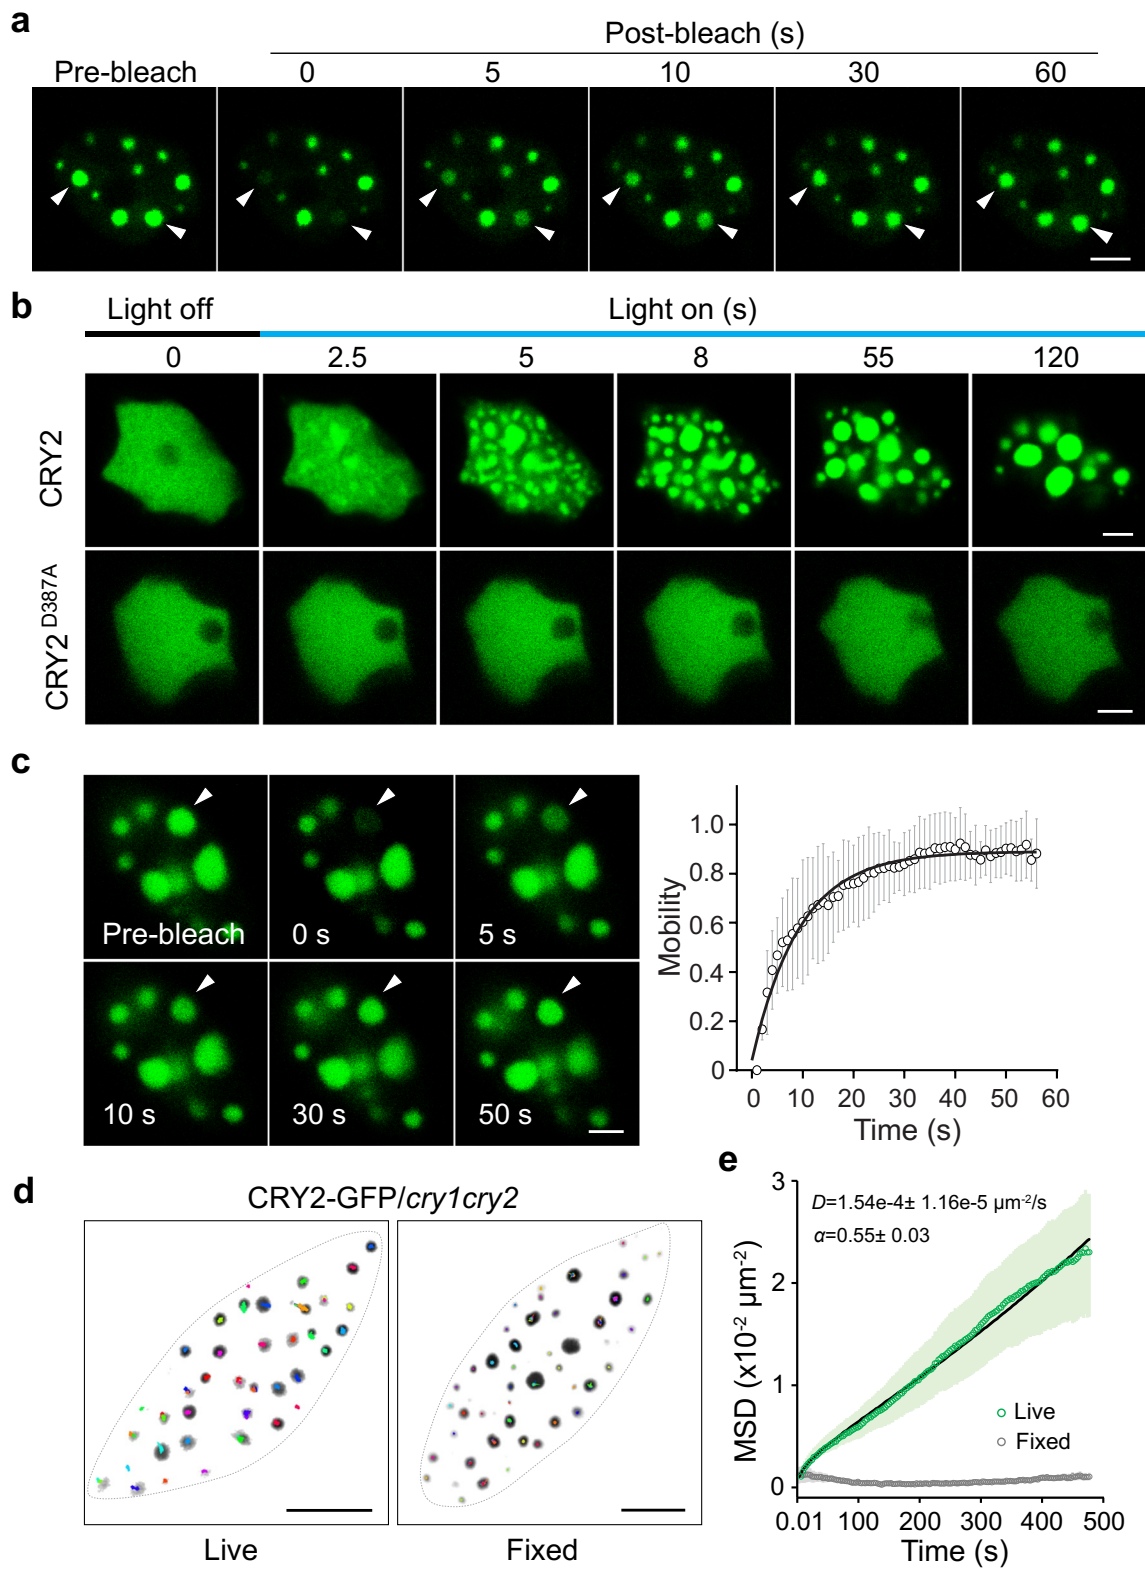 a
Post-bleach (s)
Pre-bleach 0 5 10 30 60
b
Light off Light on (s)
0 2.5 5 8 55 120
CRY2
CRY2 D387A
c
Pre-bleach 0 s 5 s
10 s 30 s 50 s
Mobility
1.0
0.8
0.6
0.4
0.2
0
0 10 20 30 40 50 60
Time (s)
d
CRY2-GFP/cry1cry2
Live Fixed
e
D=1.54e-4± 1.16e-5 µm-2/s
α=0.55± 0.03
MSD (x10-2 µm-2)
3
2
1
0
Live
Fixed
0.01 100 200 300 400 500
Time (s)